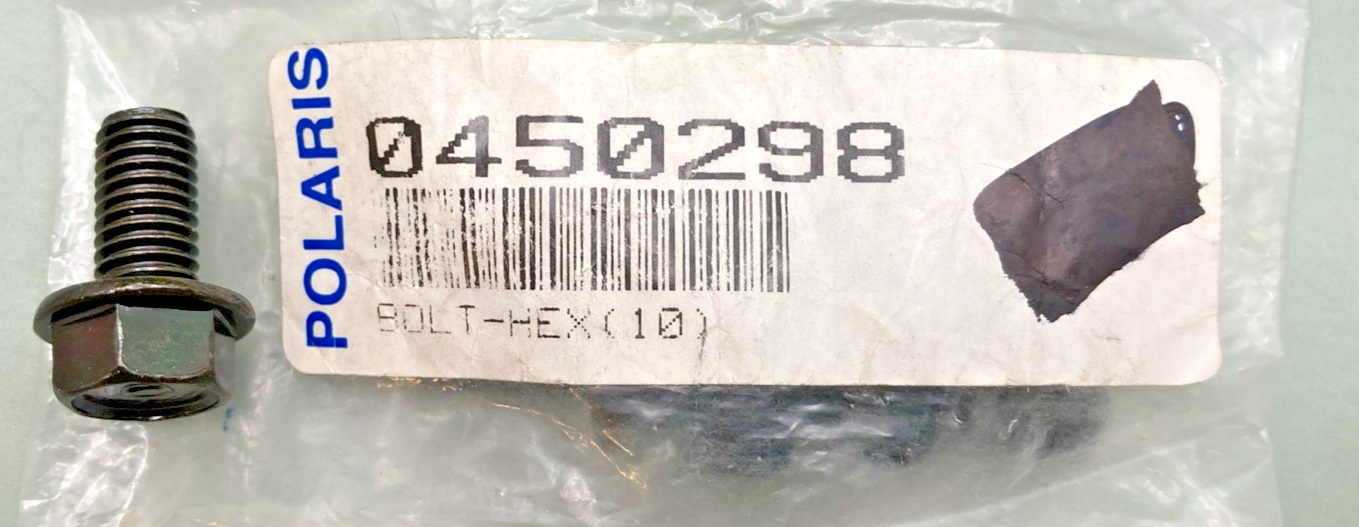 POLARIS
0450298
BOLT-HEX(10)